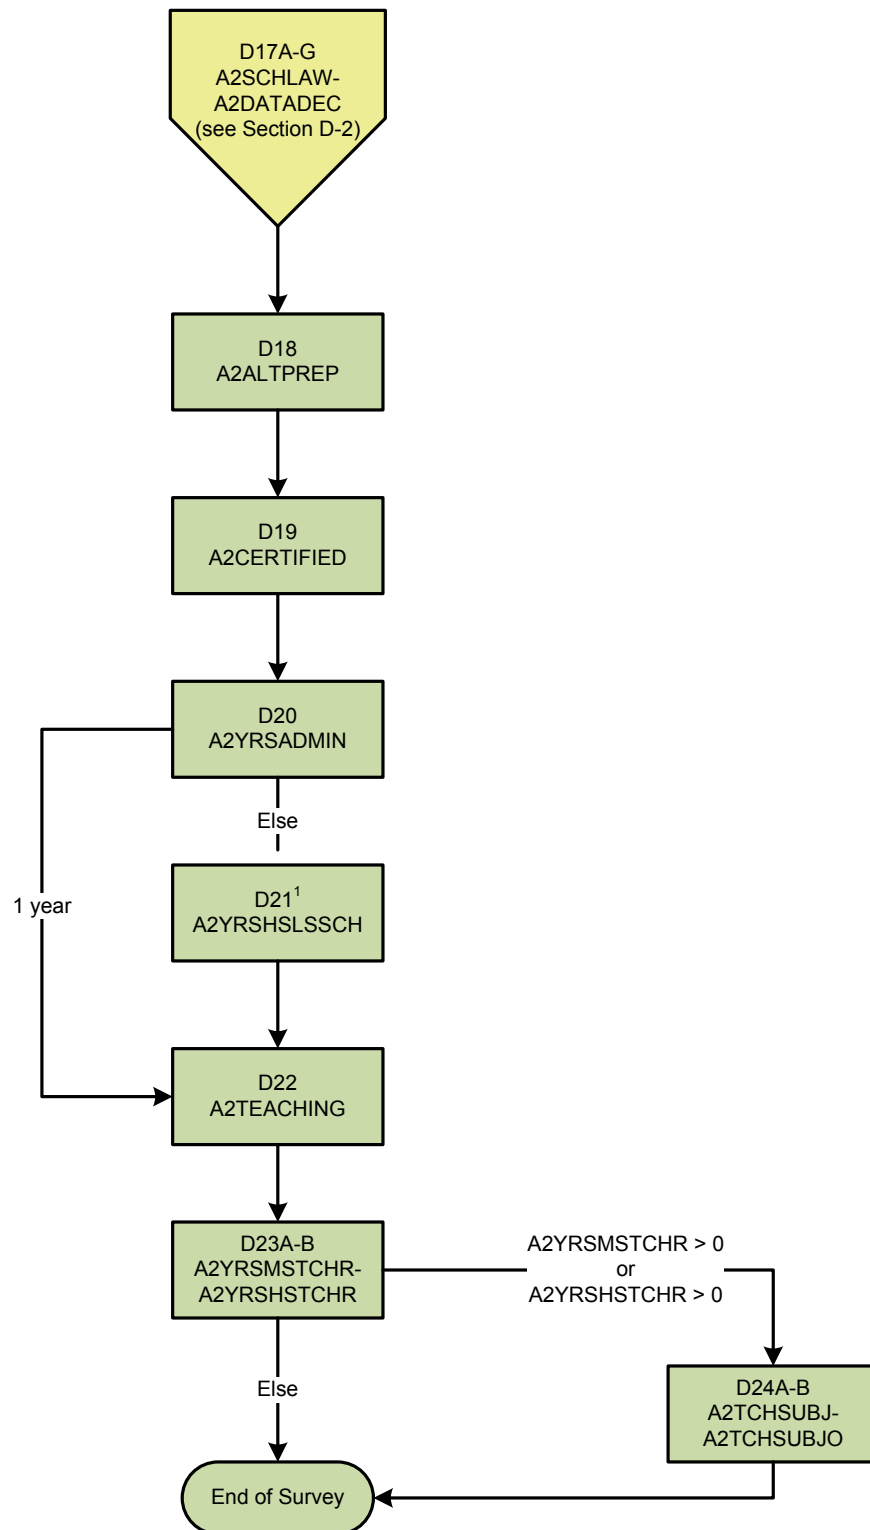 D17A-G
A2SCHLAW-
A2DATADEC
(see Section D-2)
D18
A2ALTPREP
D19
A2CERTIFIED
D20
A2YRSADMIN
Else
1 year
D21¹
A2YRSHSLSSCH
D22
A2TEACHING
D23A-B
A2YRSMSTCHR-
A2YRSHSTCHR
A2YRSMSTCHR > 0
or
A2YRSHSTCHR > 0
Else
D24A-B
A2TCHSUBJ-
A2TCHSUBJO
End of Survey